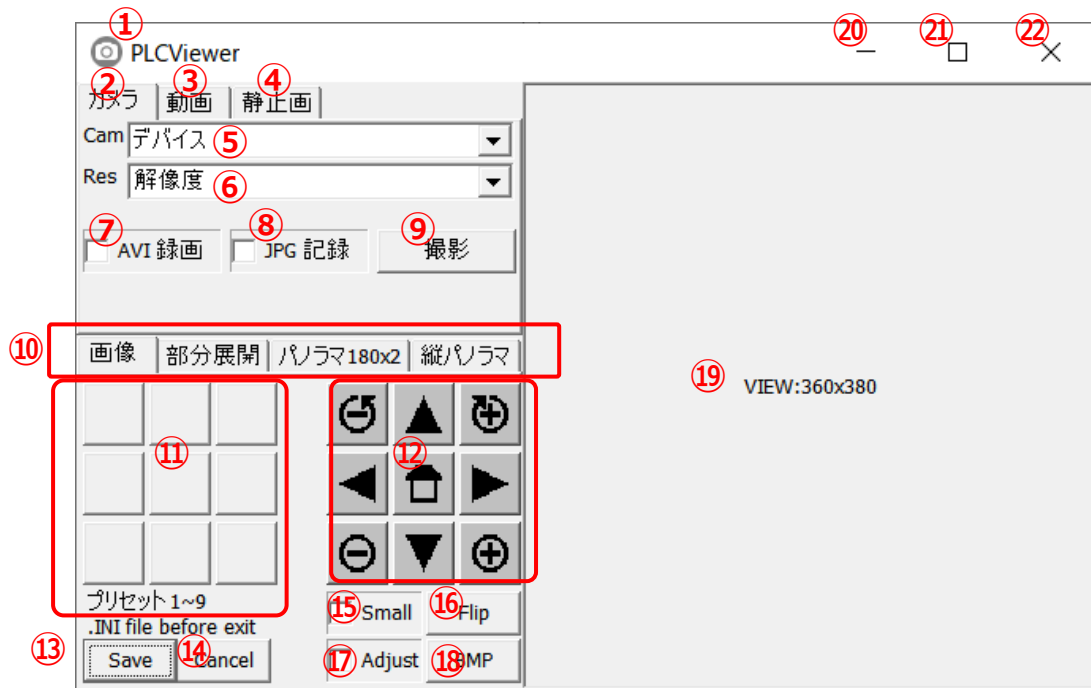 ① ⑳ ㉑ ㉒
PLCViewer
② ③ ④
カメラ 動画 静止画
Cam デバイス ⑤
Res 解像度 ⑥
⑦ ⑧ ⑨
AVI 録画 JPG 記録 撮影
⑩ 画像 部分展開 パノラマ180x2 縦パノラマ
⑲ VIEW:360x380
⑪ ⑫
プリセット 1~9
.INI file before exit
⑮ Small ⑯ Flip
⑬ Save ⑭ Cancel ⑰ Adjust ⑱ BMP